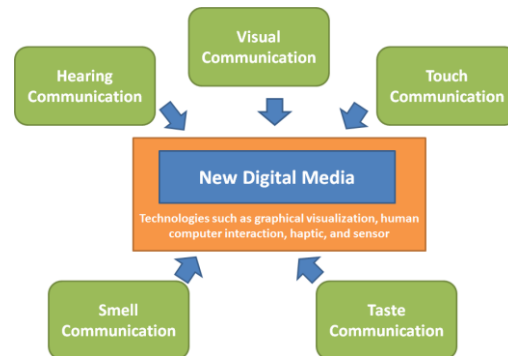 Visual
Communication
Hearing
Communication
Touch
Communication
New Digital Media
Technologies such as graphical visualization, human
computer interaction, haptic, and sensor
Smell
Communication
Taste
Communication